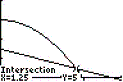 Intersection
X=1.25 Y=5